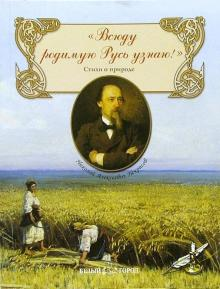 «Всюду
родимую Русь узнаю!»
Стихи о природе
Николай Алексеевич Некрасов
БЕЛЫЙ ГОРОД